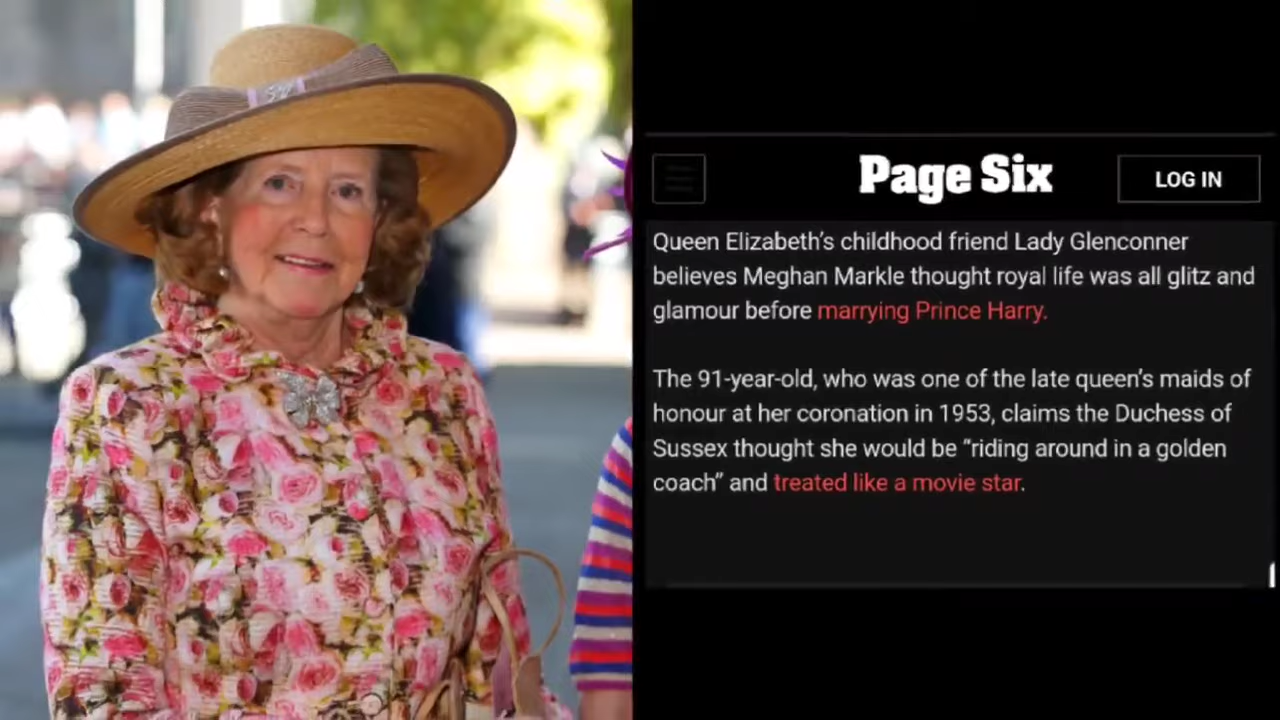 Page Six
LOG IN
Queen Elizabeth's childhood friend Lady Glenconner
believes Meghan Markle thought royal life was all glitz and
glamour before marrying Prince Harry.
The 91-year-old, who was one of the late queen's maids of
honour at her coronation in 1953, claims the Duchess of
Sussex thought she would be “riding around in a golden
coach” and treated like a movie star.